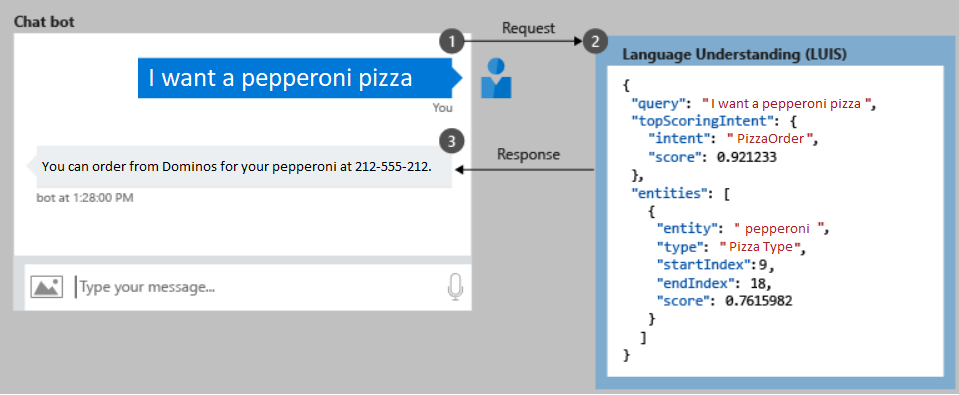 Chat bot
1
Request
2
I want a pepperoni pizza
You
3
Response
You can order from Dominos for your pepperoni at 212-555-212.
bot at 1:28:00 PM
Type your message...
Language Understanding (LUIS)
{
"query": "I want a pepperoni pizza ",
"topScoringIntent": {
"intent": " PizzaOrder",
"score": 0.921233
},
"entities": [
{
"entity": " pepperoni ",
"type": "Pizza Type",
"startIndex":9,
"endIndex": 18,
"score": 0.7615982
}
]
}